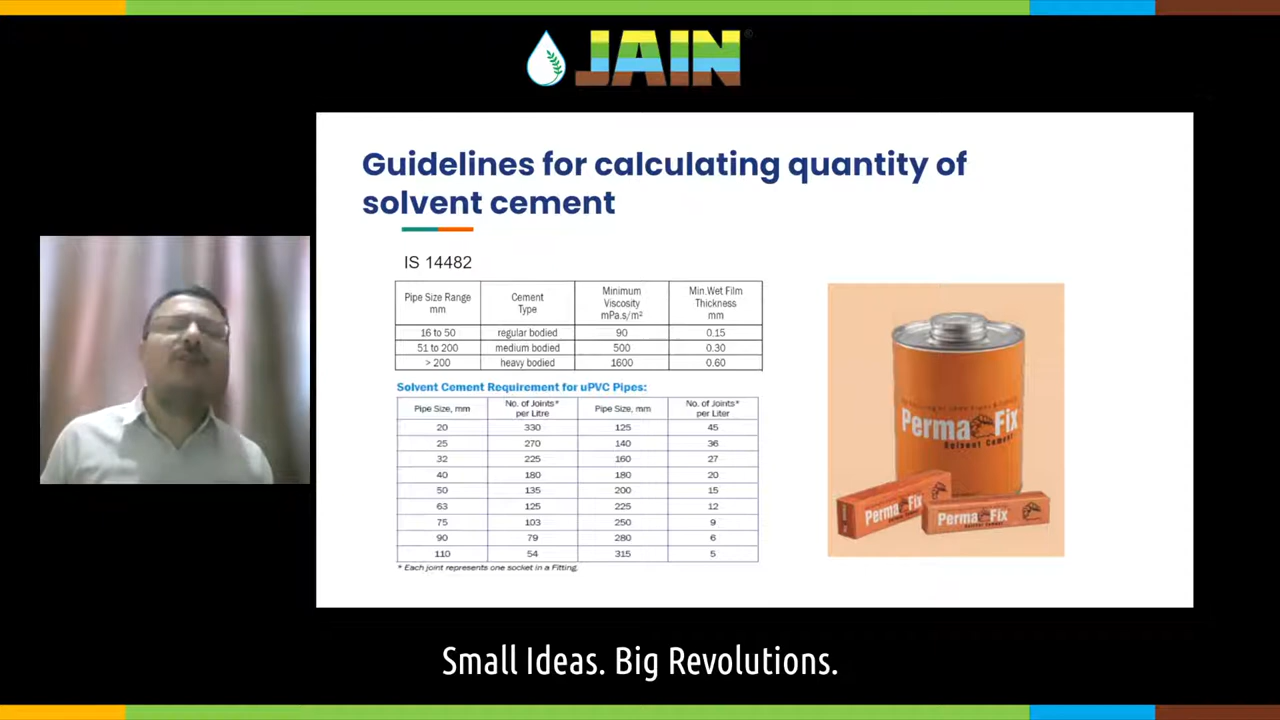 JAIN®
Guidelines for calculating quantity of
solvent cement
IS 14482
Pipe Size Range mm Cement Type Minimum Viscosity mPa.s/m² Min.Wet Film Thickness mm
16 to 50 regular bodied 90 0.15
51 to 200 medium bodied 500 0.30
> 200 heavy bodied 1600 0.60
Solvent Cement Requirement for uPVC Pipes:
Pipe Size, mm No. of Joints* per Litre Pipe Size, mm No. of Joints* per Liter
20 330 125 45
25 270 140 36
32 225 160 27
40 180 180 20
50 135 200 15
63 125 225 12
75 103 250 9
90 79 280 6
110 54 315 5
* Each joint represents one socket in a Fitting.
Perma Fix
Solvent Cement
Perma Fix
Perma Fix
Small Ideas. Big Revolutions.